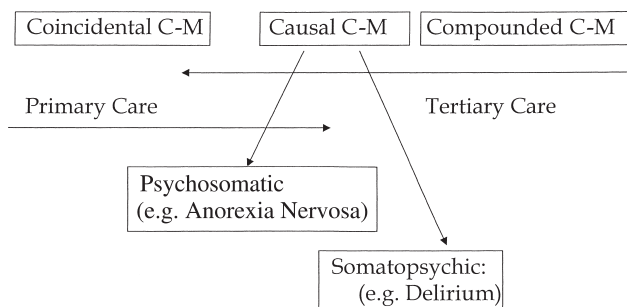 Coincidental C-M
Causal C-M
Compounded C-M
Primary Care
Tertiary Care
Psychosomatic
(e.g. Anorexia Nervosa)
Somatopsychic:
(e.g. Delirium)